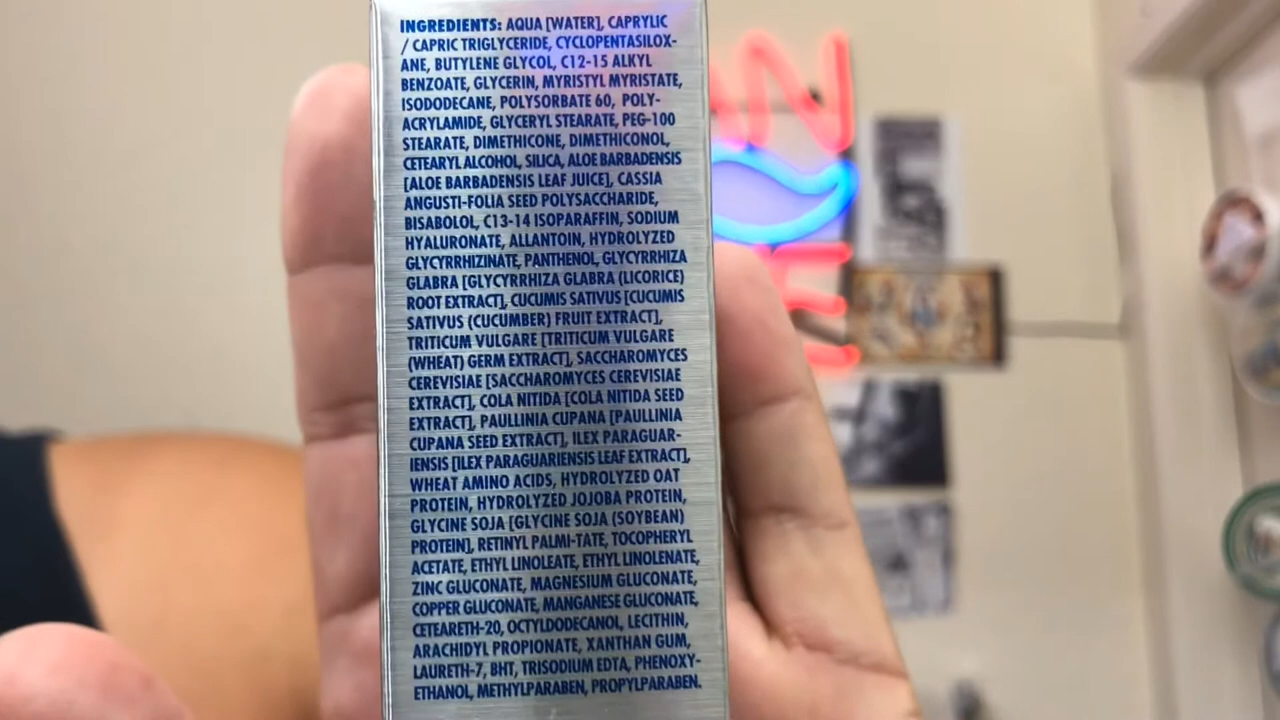 INGREDIENTS: AQUA [WATER], CAPRYLIC
/ CAPRIC TRIGLYCERIDE, CYCLOPENTASILOX-
ANE, BUTYLENE GLYCOL, C12-15 ALKYL
BENZOATE, GLYCERIN, MYRISTYL MYRISTATE,
ISODODECANE, POLYSORBATE 60, POLY-
ACRYLAMIDE, GLYCERYL STEARATE, PEG-100
STEARATE, DIMETHICONE, DIMETHICONOL,
CETEARYL ALCOHOL, SILICA, ALOE BARBADENSIS
[ALOE BARBADENSIS LEAF JUICE], CASSIA
ANGUSTI-FOLIA SEED POLYSACCHARIDE,
BISABOLOL, C13-14 ISOPARAFFIN, SODIUM
HYALURONATE, ALLANTOIN, HYDROLYZED
GLYCYRRHIZINATE, PANTHENOL, GLYCYRRHIZA
GLABRA [GLYCYRRHIZA GLABRA (LICORICE)
ROOT EXTRACT], CUCUMIS SATIVUS [CUCUMIS
SATIVUS (CUCUMBER) FRUIT EXTRACT],
TRITICUM VULGARE [TRITICUM VULGARE
(WHEAT) GERM EXTRACT], SACCHAROMYCES
CEREVISIAE [SACCHAROMYCES CEREVISIAE
EXTRACT], COLA NITIDA [COLA NITIDA SEED
EXTRACT], PAULLINIA CUPANA [PAULLINIA
CUPANA SEED EXTRACT], ILEX PARAGUAR-
IENSIS [ILEX PARAGUARIENSIS LEAF EXTRACT],
WHEAT AMINO ACIDS, HYDROLYZED OAT
PROTEIN, HYDROLYZED JOJOBA PROTEIN,
GLYCINE SOJA [GLYCINE SOJA (SOYBEAN)
PROTEIN], RETINYL PALMI-TATE, TOCOPHERYL
ACETATE, ETHYL LINOLEATE, ETHYL LINOLENATE,
ZINC GLUCONATE, MAGNESIUM GLUCONATE,
COPPER GLUCONATE, MANGANESE GLUCONATE,
CETEARETH-20, OCTYLDODECANOL, LECITHIN,
ARACHIDYL PROPIONATE, XANTHAN GUM,
LAURETH-7, BHT, TRISODIUM EDTA, PHENOXY-
ETHANOL, METHYLPARABEN, PROPYLPARABEN.